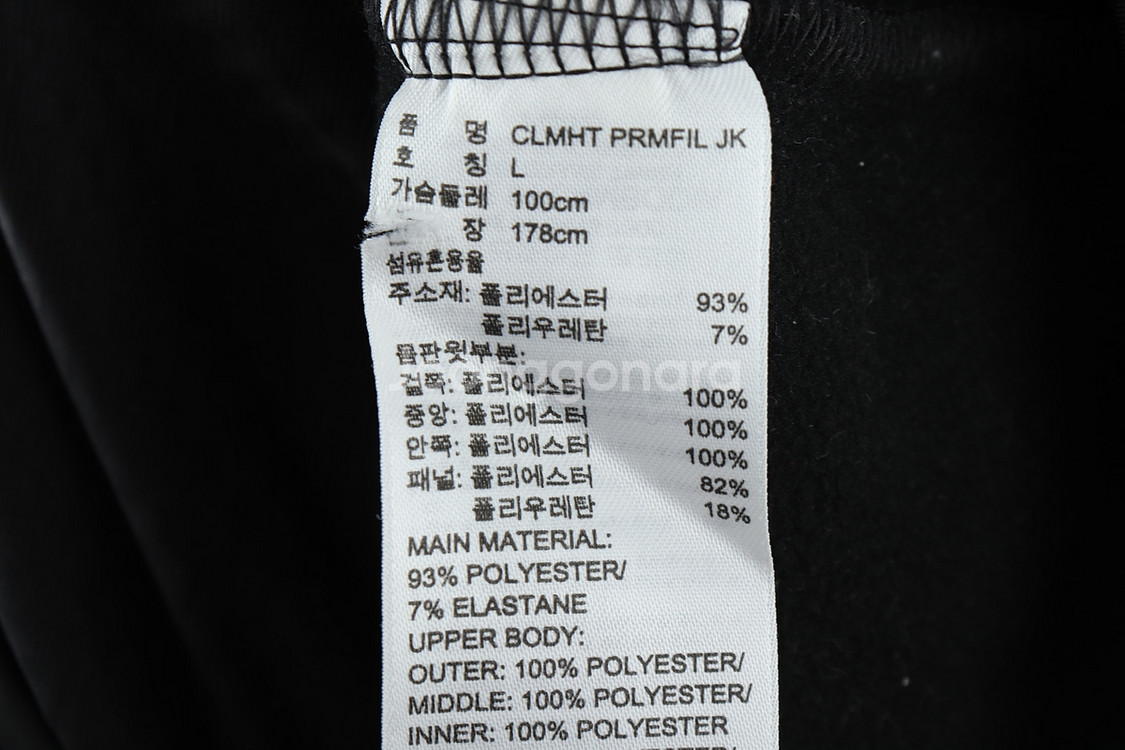 품 명 CLMHT PRMFIL JK
호 칭 L
가슴둘레 100cm
장 178cm
섬유혼용율
주소재: 폴리에스터 93%
폴리우레탄 7%
몸판윗부분:
겉쪽: 폴리에스터 100%
중앙: 폴리에스터 100%
안쪽: 폴리에스터 100%
패널: 폴리에스터 82%
폴리우레탄 18%
MAIN MATERIAL:
93% POLYESTER/
7% ELASTANE
UPPER BODY:
OUTER: 100% POLYESTER/
MIDDLE: 100% POLYESTER/
INNER: 100% POLYESTER